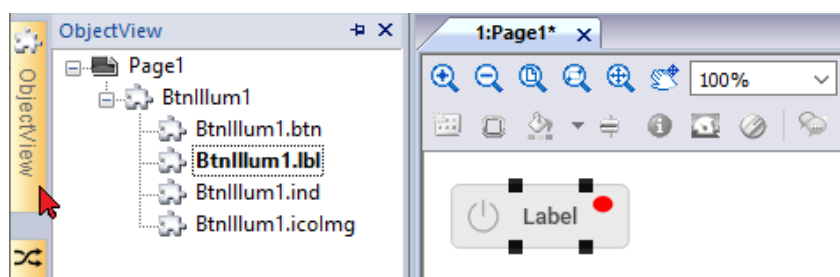 ObjectView
ObjectView
Page1
BtnIllum1
BtnIllum1.btn
BtnIllum1.lbl
BtnIllum1.ind
BtnIllum1.icoImg
1:Page1*
100%
Label